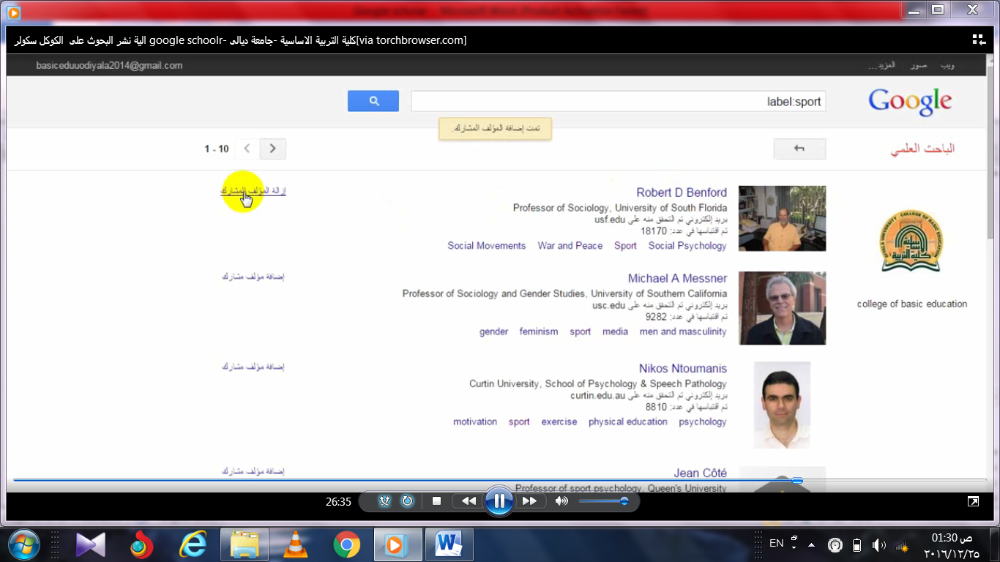 كلية التربية الاساسية -جامعة ديالى -google schoolr الية نشر البحوث على الكوكل سكولر[via torchbrowser.com]
ويب صور المزيد... basiceduuodiyala2014@gmail.com
Google label:sport
تمت إضافة المؤلف المشارك.
الباحث العلمي
1 - 10
college of basic education
Robert D Benford
إزالة المؤلف المشارك
Professor of Sociology, University of South Florida
بريد إلكتروني تم التحقق منه على usf.edu
تم اقتباسها في عدد: 18170
Social Movements War and Peace Sport Social Psychology
Michael A Messner
إضافة مؤلف مشارك
Professor of Sociology and Gender Studies, University of Southern California
بريد إلكتروني تم التحقق منه على usc.edu
تم اقتباسها في عدد: 9282
gender feminism sport media men and masculinity
Nikos Ntoumanis
إضافة مؤلف مشارك
Curtin University, School of Psychology & Speech Pathology
بريد إلكتروني تم التحقق منه على curtin.edu.au
تم اقتباسها في عدد: 8810
motivation sport exercise physical education psychology
Jean Côté
إضافة مؤلف مشارك
Professor of sport psychology, Queen's University
26:35
EN
01:30 ص
٢٠١٦/١٢/٢٥